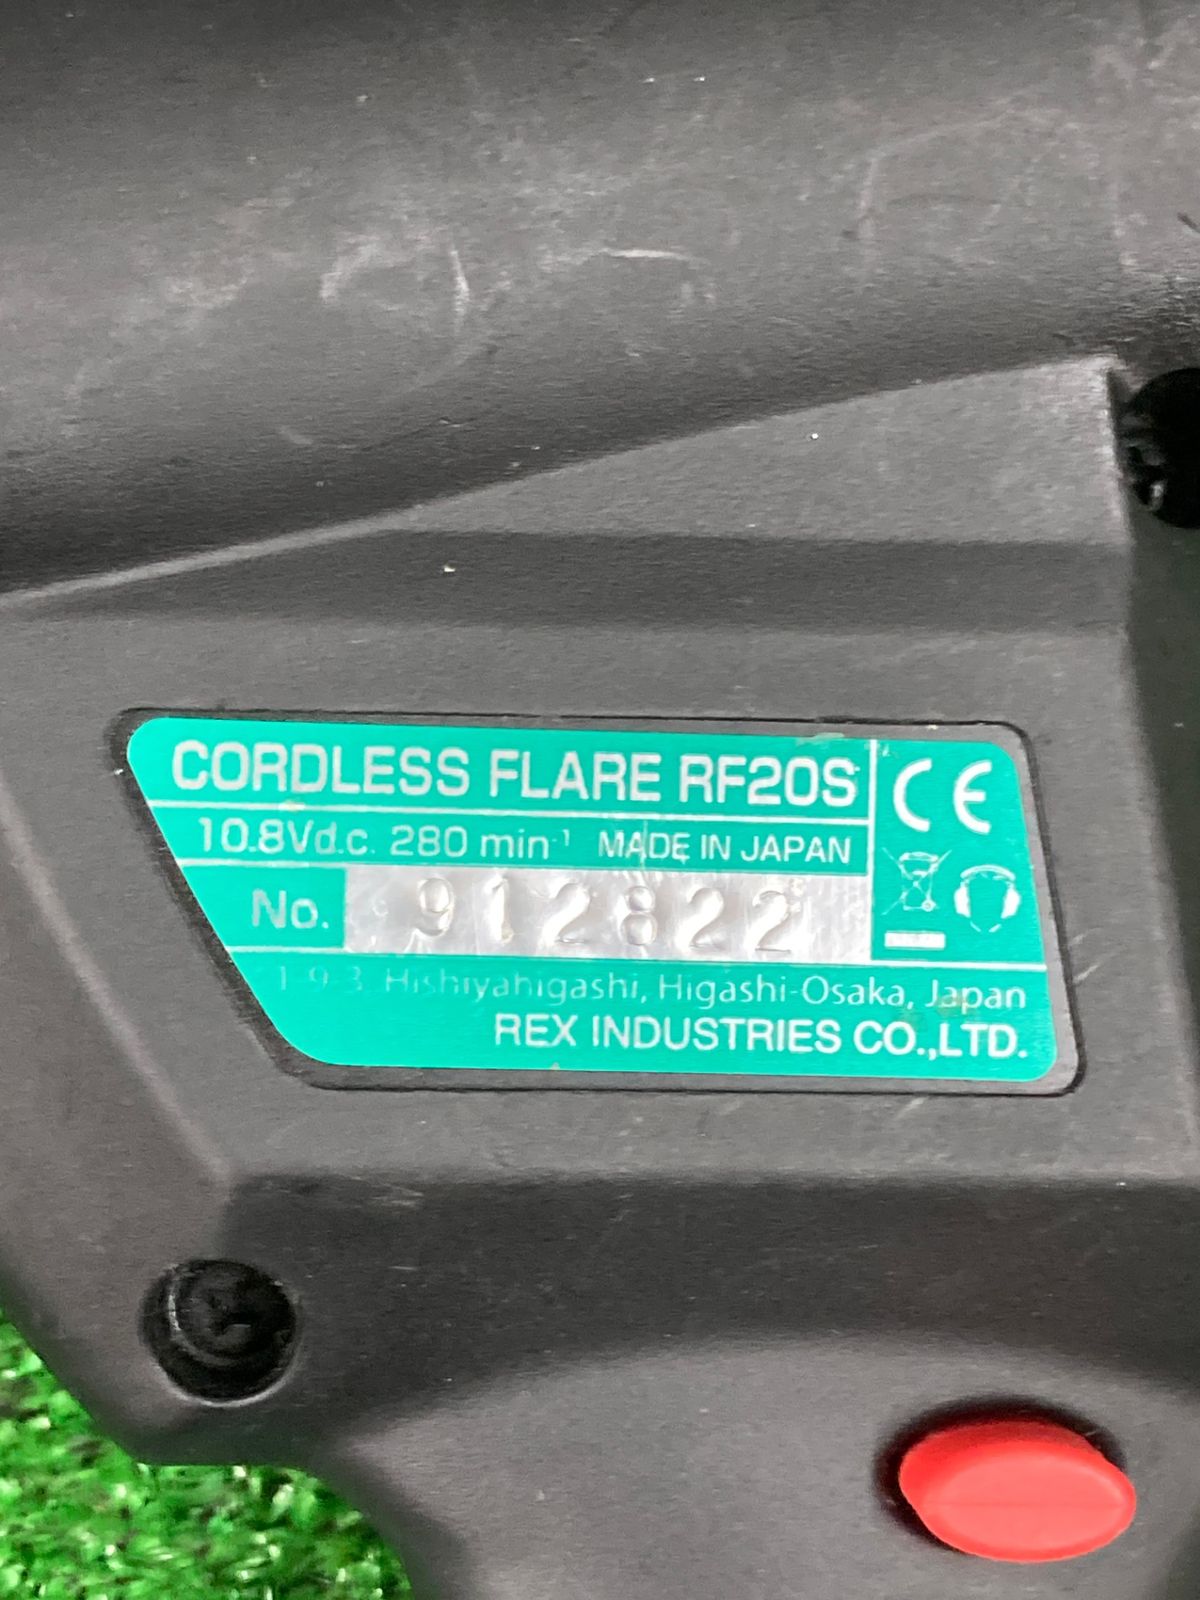 CORDLESS FLARE RF20S
CE
10.8Vd.c. 280 min⁻¹ MADE IN JAPAN
No. 912822
1-9-3, Hishiyahigashi, Higashi-Osaka, Japan
REX INDUSTRIES CO.,LTD.